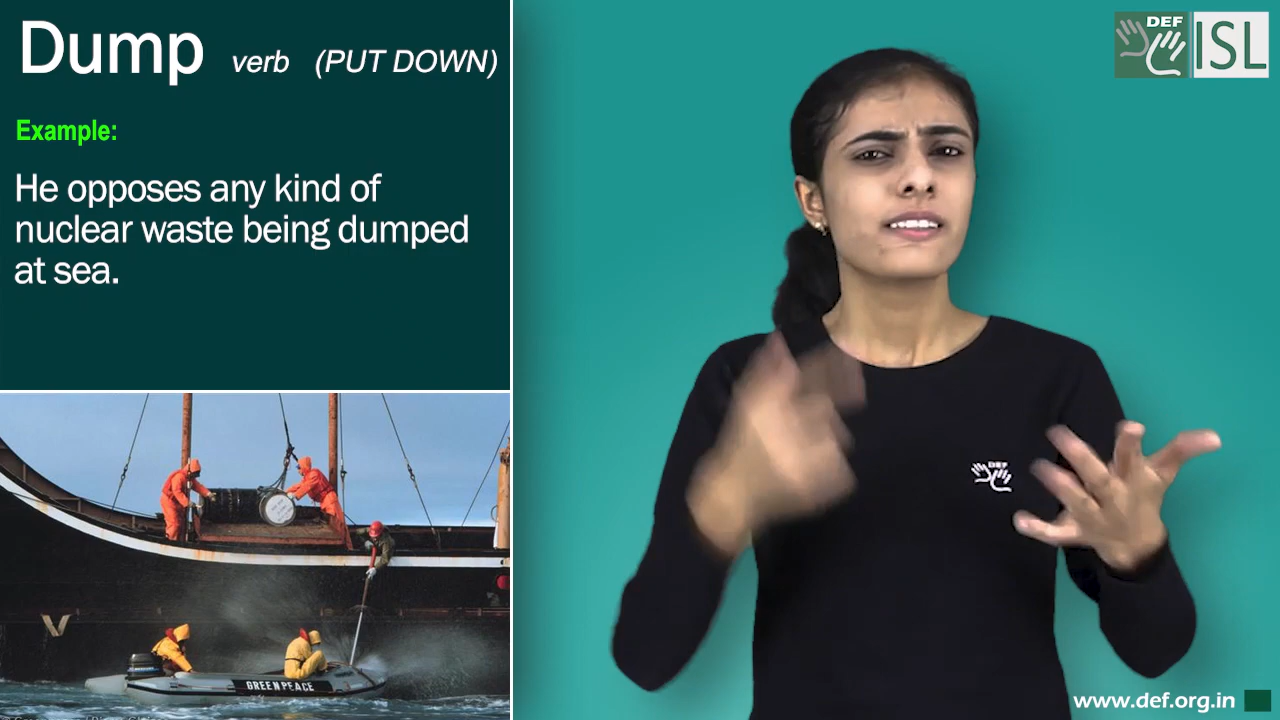 Dump verb (PUT DOWN)
Example:
He opposes any kind of
nuclear waste being dumped
at sea.
GREENPEACE
DEF
ISL
DEF
www.def.org.in